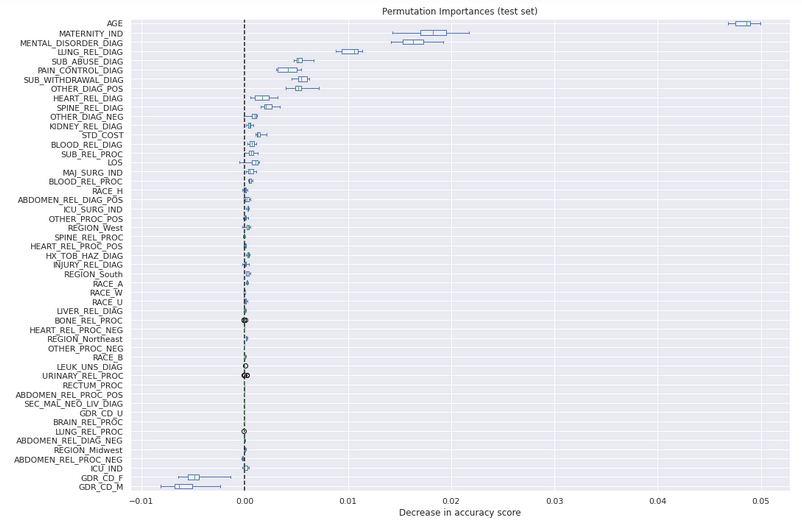 Permutation Importances (test set)
AGE
MATERNITY_IND
MENTAL_DISORDER_DIAG
LUNG_REL_DIAG
SUB_ABUSE_DIAG
PAIN_CONTROL_DIAG
SUB_WITHDRAWAL_DIAG
OTHER_DIAG_POS
HEART_REL_DIAG
SPINE_REL_DIAG
OTHER_DIAG_NEG
KIDNEY_REL_DIAG
STD_COST
BLOOD_REL_DIAG
SUB_REL_PROC
LOS
MAJ_SURG_IND
BLOOD_REL_PROC
RACE_H
ABDOMEN_REL_DIAG_POS
ICU_SURG_IND
OTHER_PROC_POS
REGION_West
SPINE_REL_PROC
HEART_REL_PROC_POS
HX_TOB_HAZ_DIAG
INJURY_REL_DIAG
REGION_South
RACE_A
RACE_W
RACE_U
LIVER_REL_DIAG
BONE_REL_PROC
HEART_REL_PROC_NEG
REGION_Northeast
OTHER_PROC_NEG
RACE_B
LEUK_UNS_DIAG
URINARY_REL_PROC
RECTUM_PROC
ABDOMEN_REL_PROC_POS
SEC_MAL_NEO_LIV_DIAG
GDR_CD_U
BRAIN_REL_PROC
LUNG_REL_PROC
ABDOMEN_REL_DIAG_NEG
REGION_Midwest
ABDOMEN_REL_PROC_NEG
ICU_IND
GDR_CD_F
GDR_CD_M
−0.01 0.00 0.01 0.02 0.03 0.04 0.05
Decrease in accuracy score